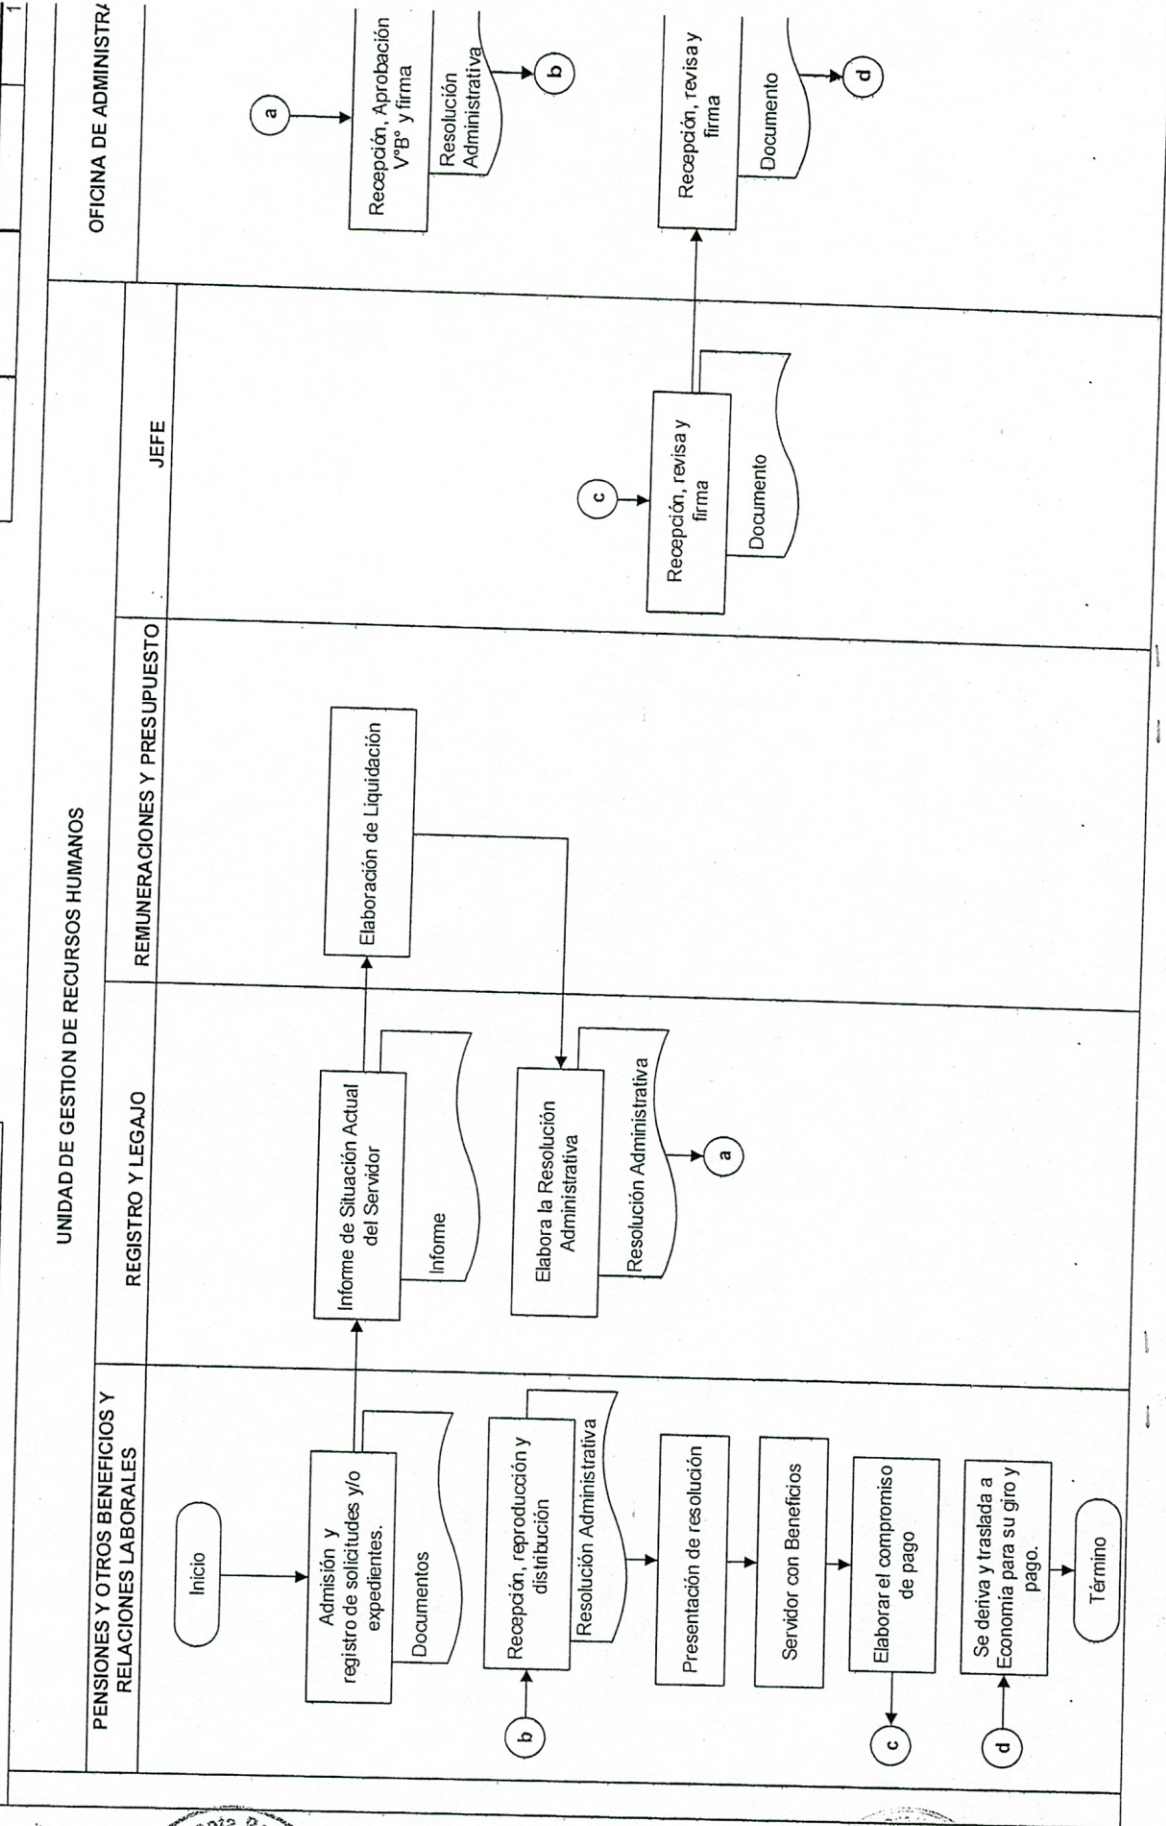 1
UNIDAD DE GESTION DE RECURSOS HUMANOS
OFICINA DE ADMINISTRA
PENSIONES Y OTROS BENEFICIOS Y
RELACIONES LABORALES
REGISTRO Y LEGAJO
REMUNERACIONES Y PRESUPUESTO
JEFE
Inicio
Admisión y
registro de solicitudes y/o
expedientes.
Documentos
Informe de Situación Actual
del Servidor
Informe
Elaboración de Liquidación
Elabora la Resolución
Administrativa
Resolución Administrativa
a
a
Recepción, Aprobación
V°B° y firma
Resolución
Administrativa
b
b
Recepción, reproducción y
distribución
Resolución Administrativa
Presentación de resolución
Servidor con Beneficios
Elaborar el compromiso
de pago
c
c
Recepción, revisa y
firma
Documento
Recepción, revisa y
firma
Documento
d
d
Se deriva y traslada a
Economía para su giro y
pago.
Término